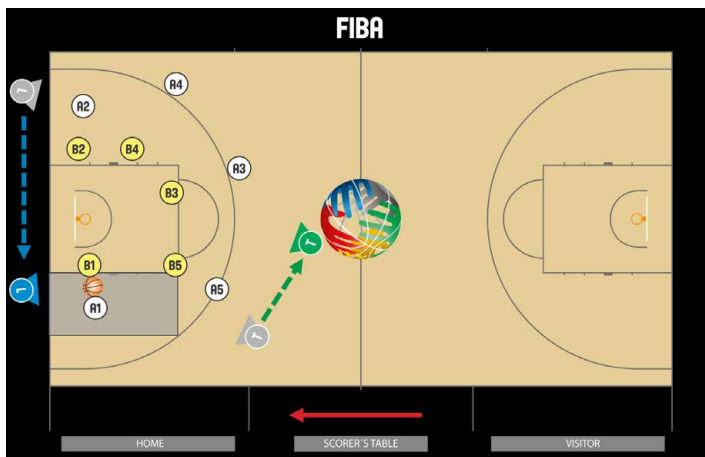 FIBA
A4
A2
B2
B4
A3
B3
B1
B5
A5
A1
T
T
HOME
SCORER'S TABLE
VISITOR